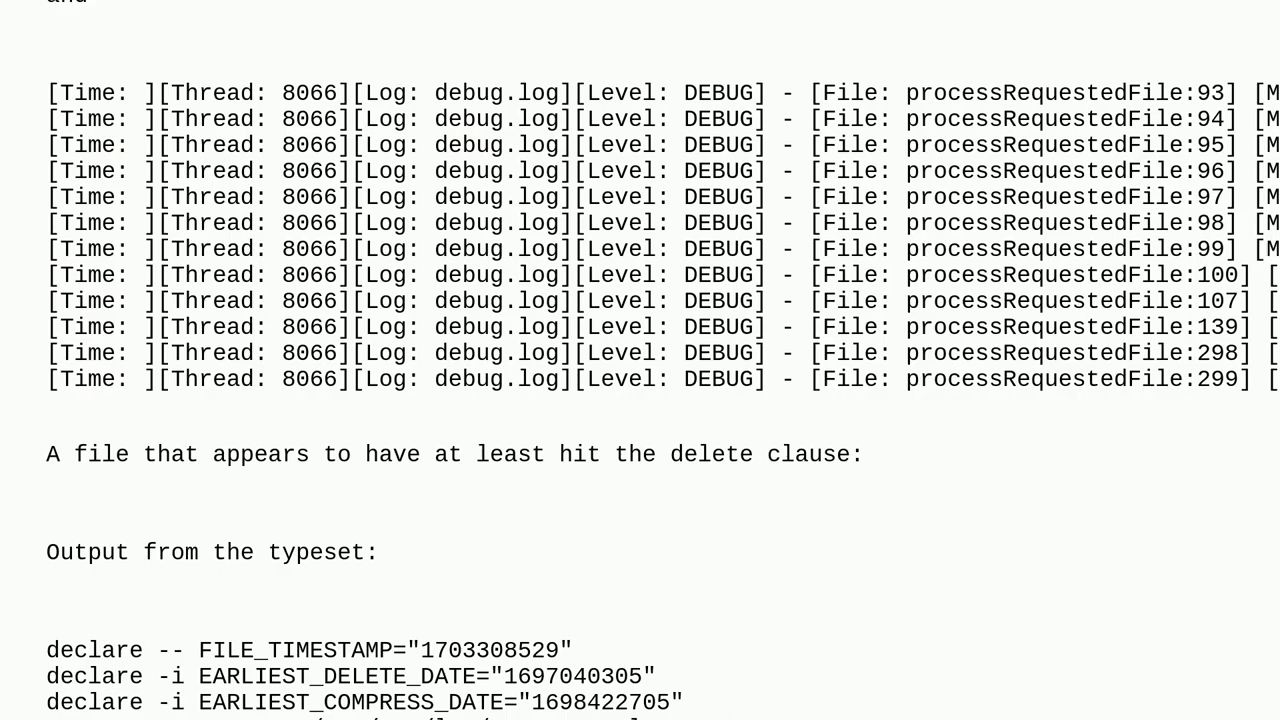 and
[Time: ][Thread: 8066][Log: debug.log][Level: DEBUG] - [File: processRequestedFile:93] [M
[Time: ][Thread: 8066][Log: debug.log][Level: DEBUG] - [File: processRequestedFile:94] [M
[Time: ][Thread: 8066][Log: debug.log][Level: DEBUG] - [File: processRequestedFile:95] [M
[Time: ][Thread: 8066][Log: debug.log][Level: DEBUG] - [File: processRequestedFile:96] [M
[Time: ][Thread: 8066][Log: debug.log][Level: DEBUG] - [File: processRequestedFile:97] [M
[Time: ][Thread: 8066][Log: debug.log][Level: DEBUG] - [File: processRequestedFile:98] [M
[Time: ][Thread: 8066][Log: debug.log][Level: DEBUG] - [File: processRequestedFile:99] [M
[Time: ][Thread: 8066][Log: debug.log][Level: DEBUG] - [File: processRequestedFile:100] [
[Time: ][Thread: 8066][Log: debug.log][Level: DEBUG] - [File: processRequestedFile:107] [
[Time: ][Thread: 8066][Log: debug.log][Level: DEBUG] - [File: processRequestedFile:139] [
[Time: ][Thread: 8066][Log: debug.log][Level: DEBUG] - [File: processRequestedFile:298] [
[Time: ][Thread: 8066][Log: debug.log][Level: DEBUG] - [File: processRequestedFile:299] [
A file that appears to have at least hit the delete clause:
Output from the typeset:
declare -- FILE_TIMESTAMP="1703308529"
declare -i EARLIEST_DELETE_DATE="1697040305"
declare -i EARLIEST_COMPRESS_DATE="1698422705"